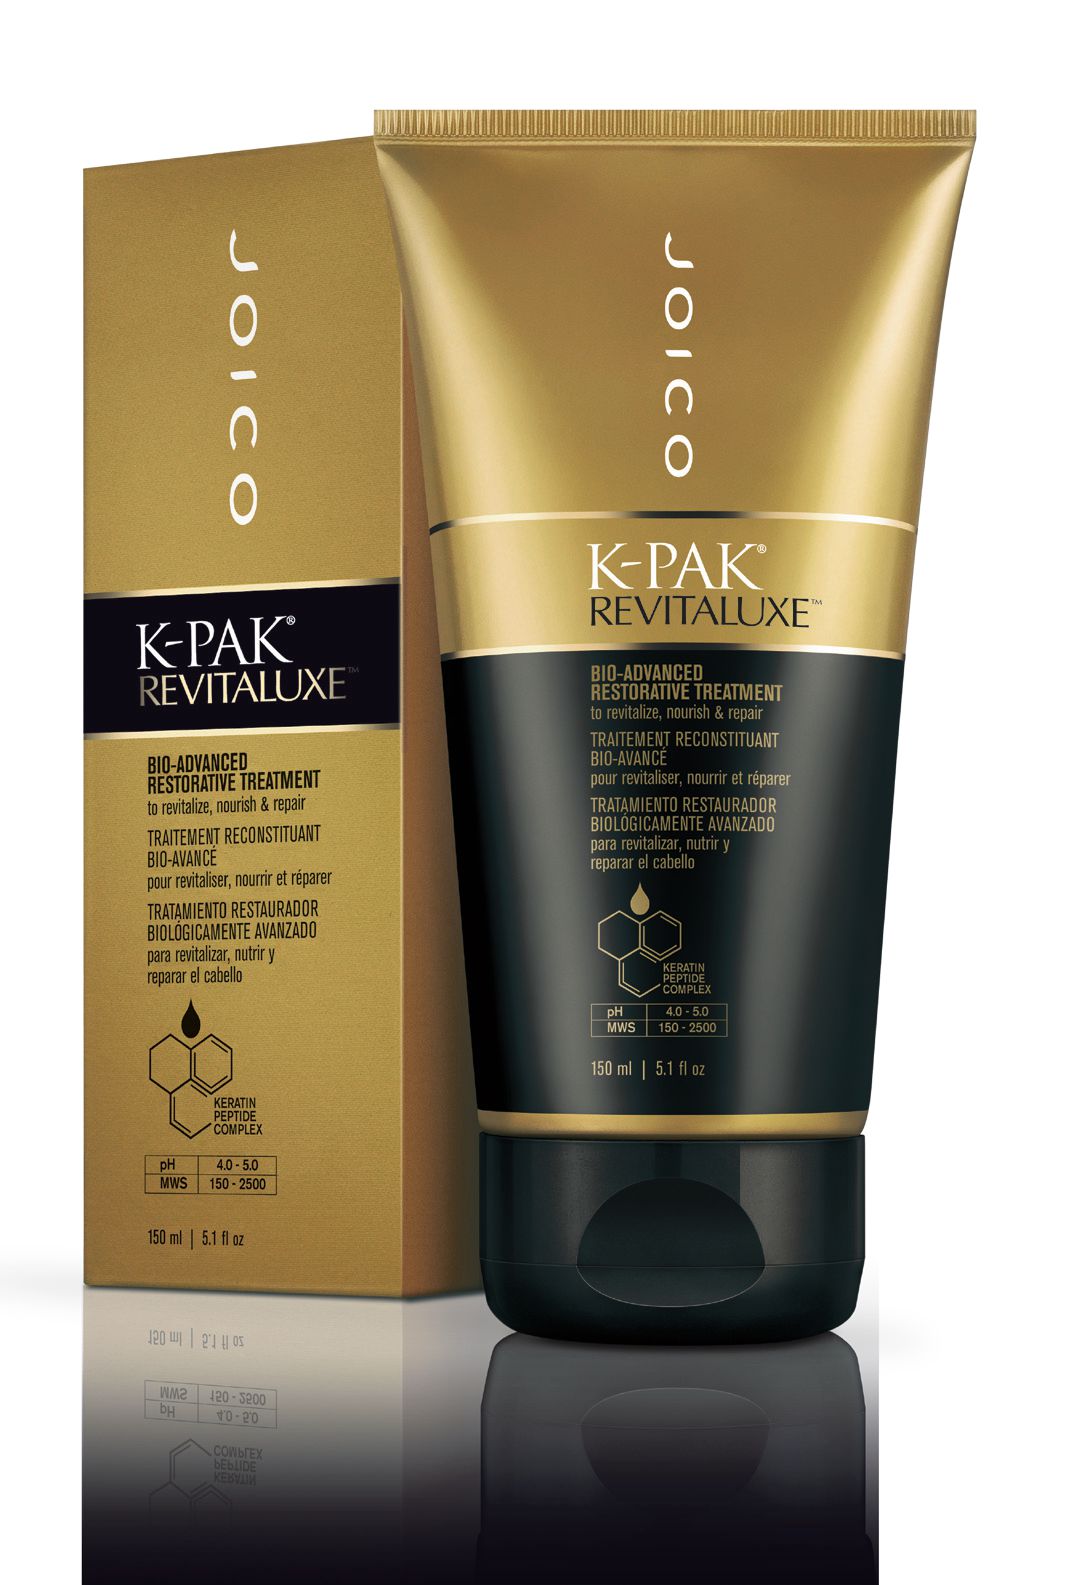 JOICO
K-PAK®
REVITALUXE™
BIO-ADVANCED
RESTORATIVE TREATMENT
to revitalize, nourish & repair
TRAITEMENT RECONSTITUANT
BIO-AVANCÉ
pour revitaliser, nourrir et réparer
TRATAMIENTO RESTAURADOR
BIOLÓGICAMENTE AVANZADO
para revitalizar, nutrir y
reparar el cabello
KERATIN
PEPTIDE
COMPLEX
pH 4.0 - 5.0
MWS 150 - 2500
150 ml | 5.1 fl oz
JOICO
K-PAK®
REVITALUXE™
BIO-ADVANCED
RESTORATIVE TREATMENT
to revitalize, nourish & repair
TRAITEMENT RECONSTITUANT
BIO-AVANCÉ
pour revitaliser, nourrir et réparer
TRATAMIENTO RESTAURADOR
BIOLÓGICAMENTE AVANZADO
para revitalizar, nutrir y
reparar el cabello
KERATIN
PEPTIDE
COMPLEX
pH 4.0 - 5.0
MWS 150 - 2500
150 ml | 5.1 fl oz